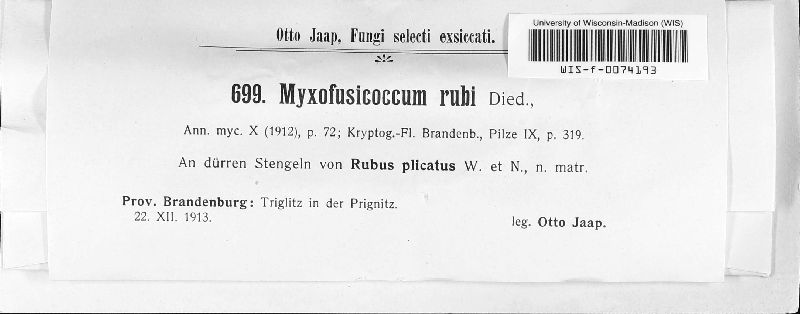 Otto Jaap, Fungi selecti exsiccati.
University of Wisconsin-Madison (WIS)
WIS-f-0074193
699. Myxofusicoccum rubi Died.,
Ann. myc. X (1912), p. 72; Kryptog.-Fl. Brandenb., Pilze IX, p. 319.
An dürren Stengeln von Rubus plicatus W. et N., n. matr.
Prov. Brandenburg: Triglitz in der Prignitz.
22. XII. 1913.
leg. Otto Jaap.